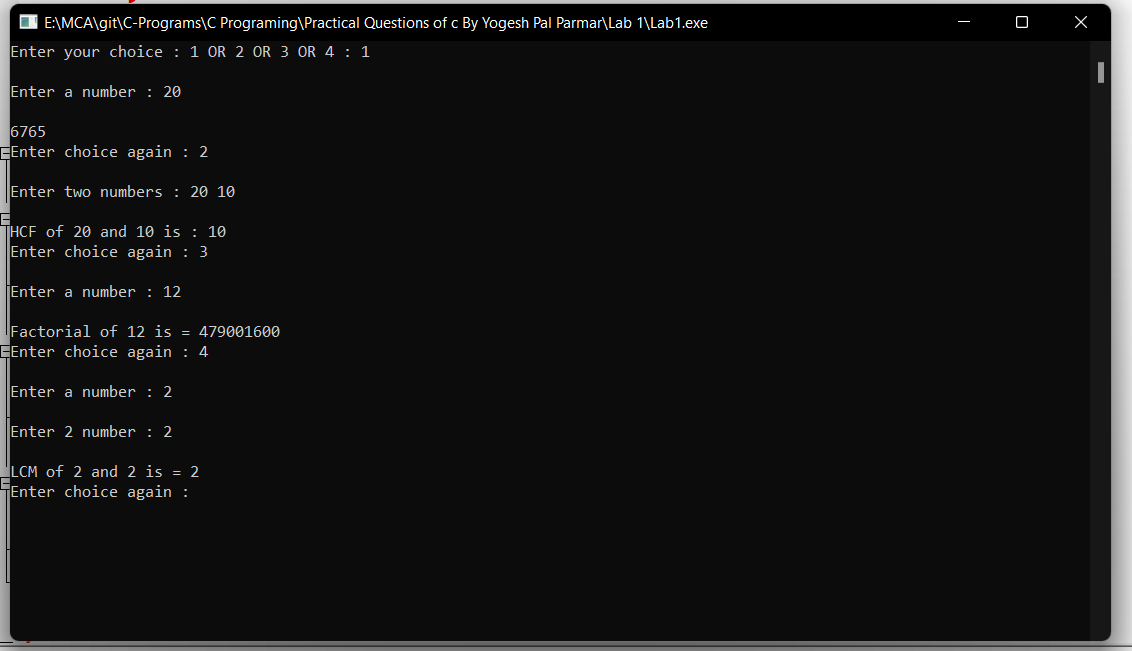 E:\MCA\git\C-Programs\C Programing\Practical Questions of c By Yogesh Pal Parmar\Lab 1\Lab1.exe
Enter your choice : 1 OR 2 OR 3 OR 4 : 1
Enter a number : 20
6765
Enter choice again : 2
Enter two numbers : 20 10
HCF of 20 and 10 is : 10
Enter choice again : 3
Enter a number : 12
Factorial of 12 is = 479001600
Enter choice again : 4
Enter a number : 2
Enter 2 number : 2
LCM of 2 and 2 is = 2
Enter choice again :